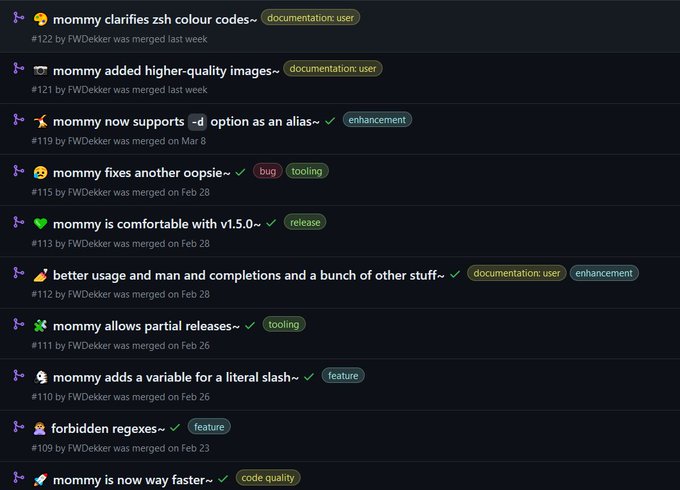 mommy clarifies zsh colour codes~ documentation: user
#122 by FWDekker was merged last week
mommy added higher-quality images~ documentation: user
#121 by FWDekker was merged last week
mommy now supports -d option as an alias~ enhancement
#119 by FWDekker was merged on Mar 8
mommy fixes another oopsie~ bug tooling
#115 by FWDekker was merged on Feb 28
mommy is comfortable with v1.5.0~ release
#113 by FWDekker was merged on Feb 28
better usage and man and completions and a bunch of other stuff~ documentation: user enhancement
#112 by FWDekker was merged on Feb 28
mommy allows partial releases~ tooling
#111 by FWDekker was merged on Feb 26
mommy adds a variable for a literal slash~ feature
#110 by FWDekker was merged on Feb 26
forbidden regexes~ feature
#109 by FWDekker was merged on Feb 23
mommy is now way faster~ code quality